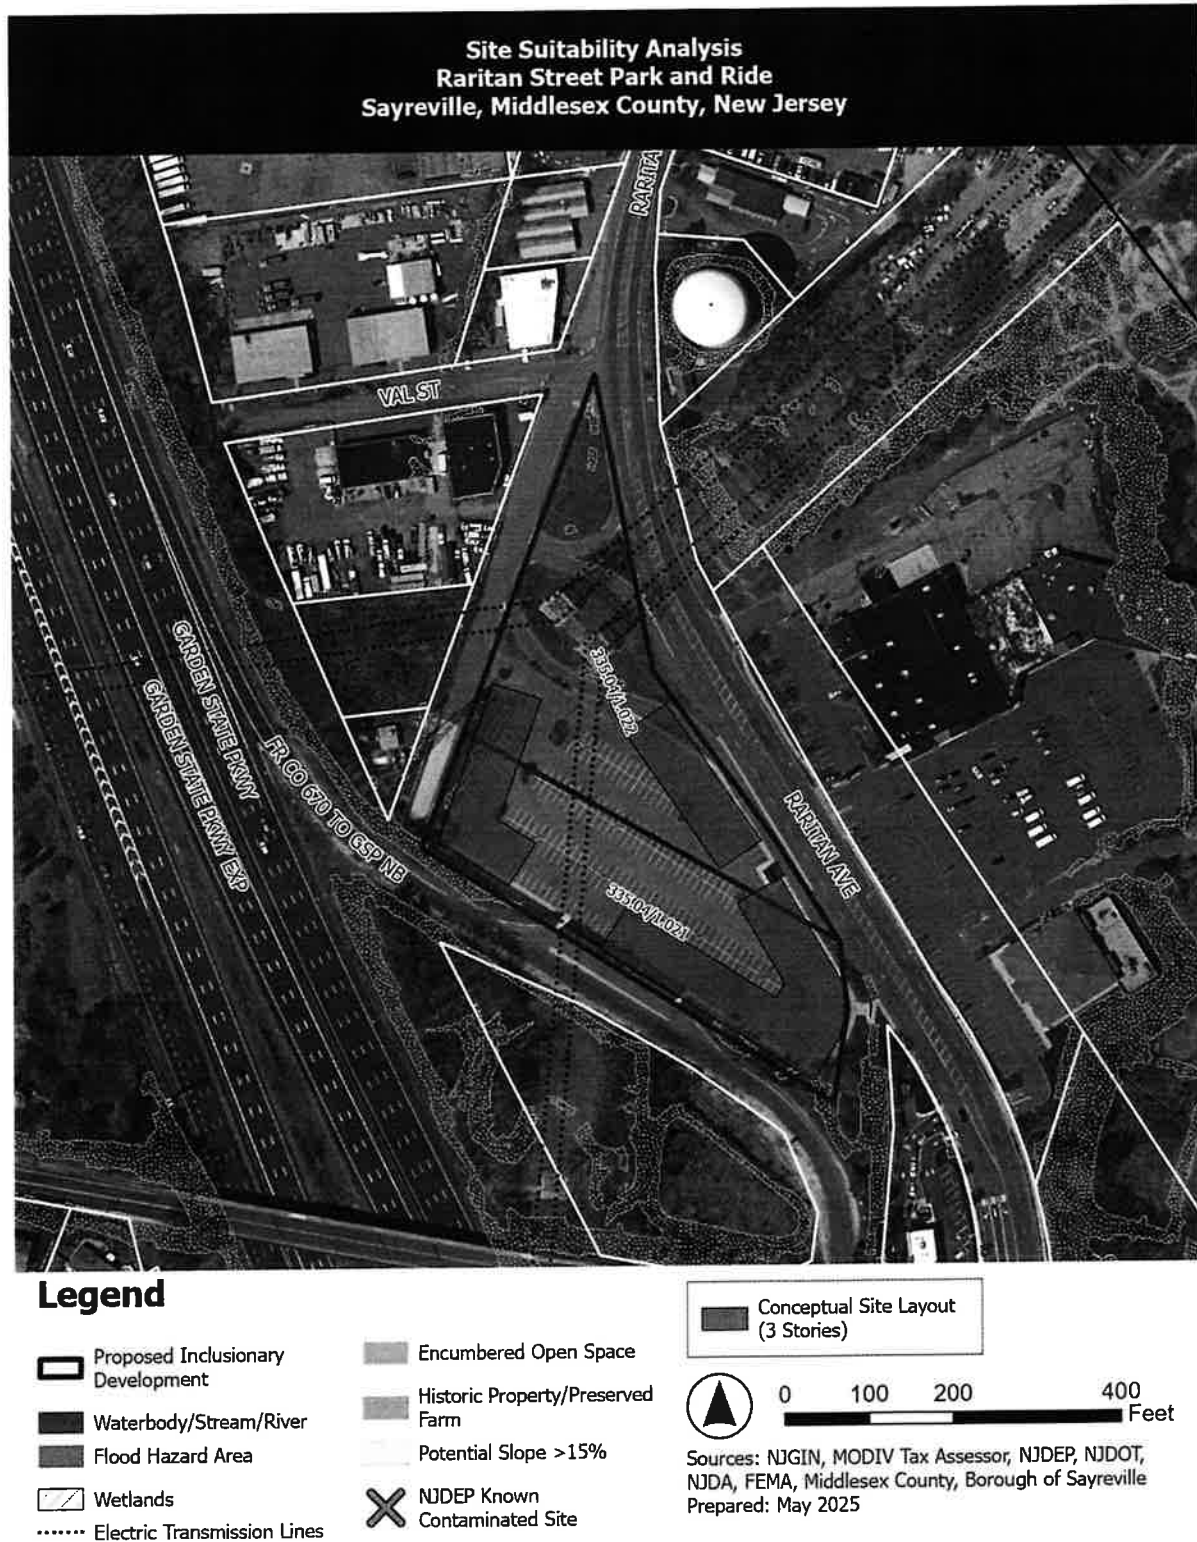 Site Suitability Analysis
Raritan Street Park and Ride
Sayreville, Middlesex County, New Jersey
RARITA
VAL ST
GARDEN STATE PKWY
GARDEN STATE PKWY EXP
FR CO 670 TO GSP NB
335.04/1.022
335.04/1.021
RARITAN AVE
Legend
Proposed Inclusionary
Development
Waterbody/Stream/River
Flood Hazard Area
Wetlands
Electric Transmission Lines
Encumbered Open Space
Historic Property/Preserved
Farm
Potential Slope >15%
NJDEP Known
Contaminated Site
Conceptual Site Layout
(3 Stories)
0 100 200 400
Feet
Sources: NJGIN, MODIV Tax Assessor, NJDEP, NJDOT,
NJDA, FEMA, Middlesex County, Borough of Sayreville
Prepared: May 2025